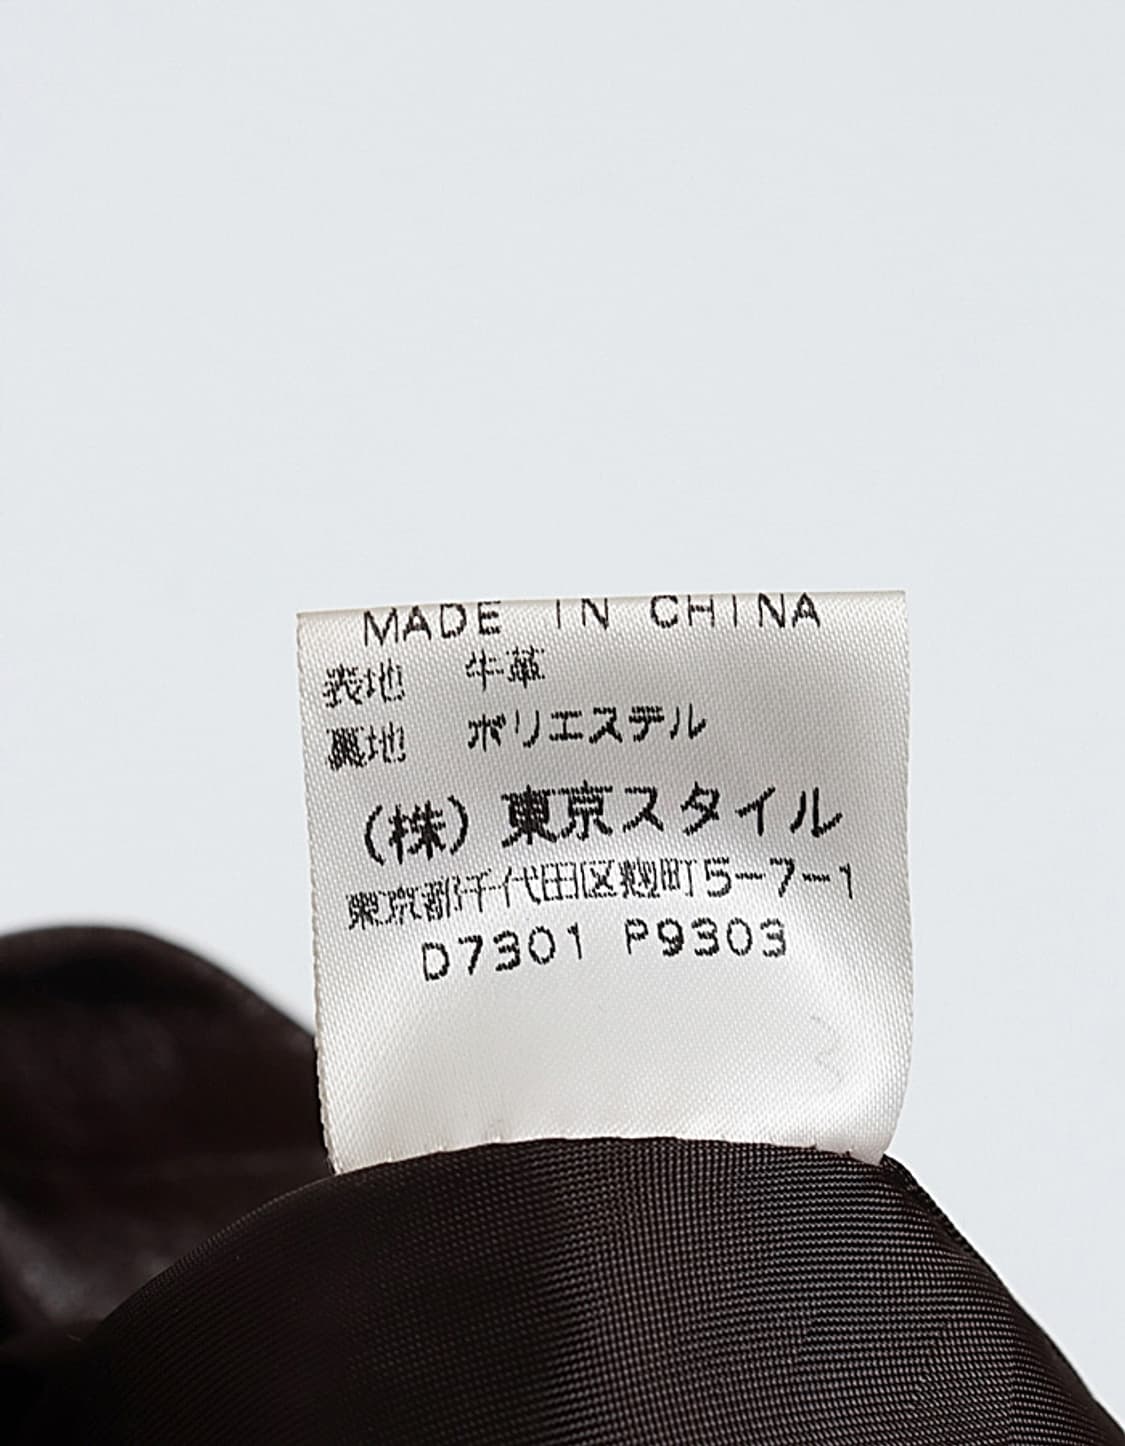 MADE IN CHINA
表地 牛革
裏地 ポリエステル
(株) 東京スタイル
東京都千代田区麹町5-7-1
D7301 P9303